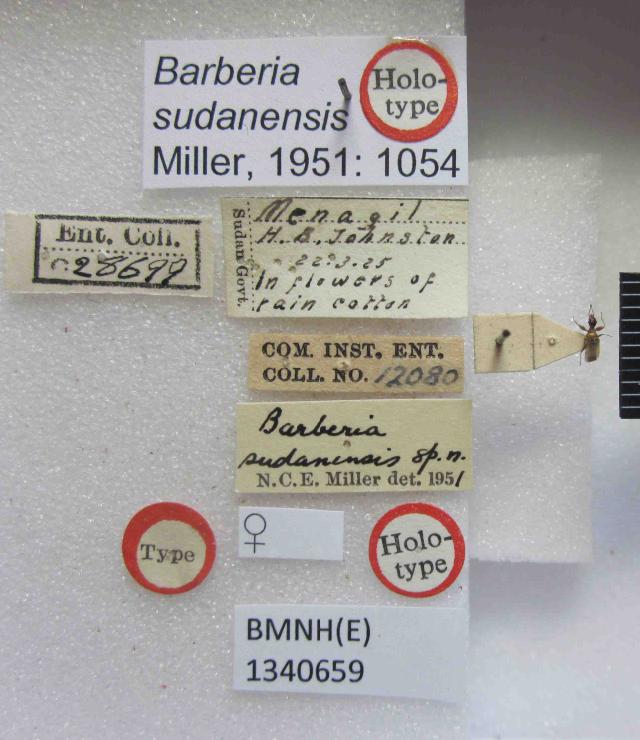 Barberia
sudanensis
Miller, 1951: 1054
Holo-
type
Ent. Coll.
28699
Sudan Govt.
Menagil
H. B. Johnston
22.3.25
In flowers of
rain cotton
COM. INST. ENT.
COLL. NO. 12080
Barberia
sudanensis sp. n.
N.C.E. Miller det. 1951
Type
♀
Holo-
type
BMNH(E)
1340659